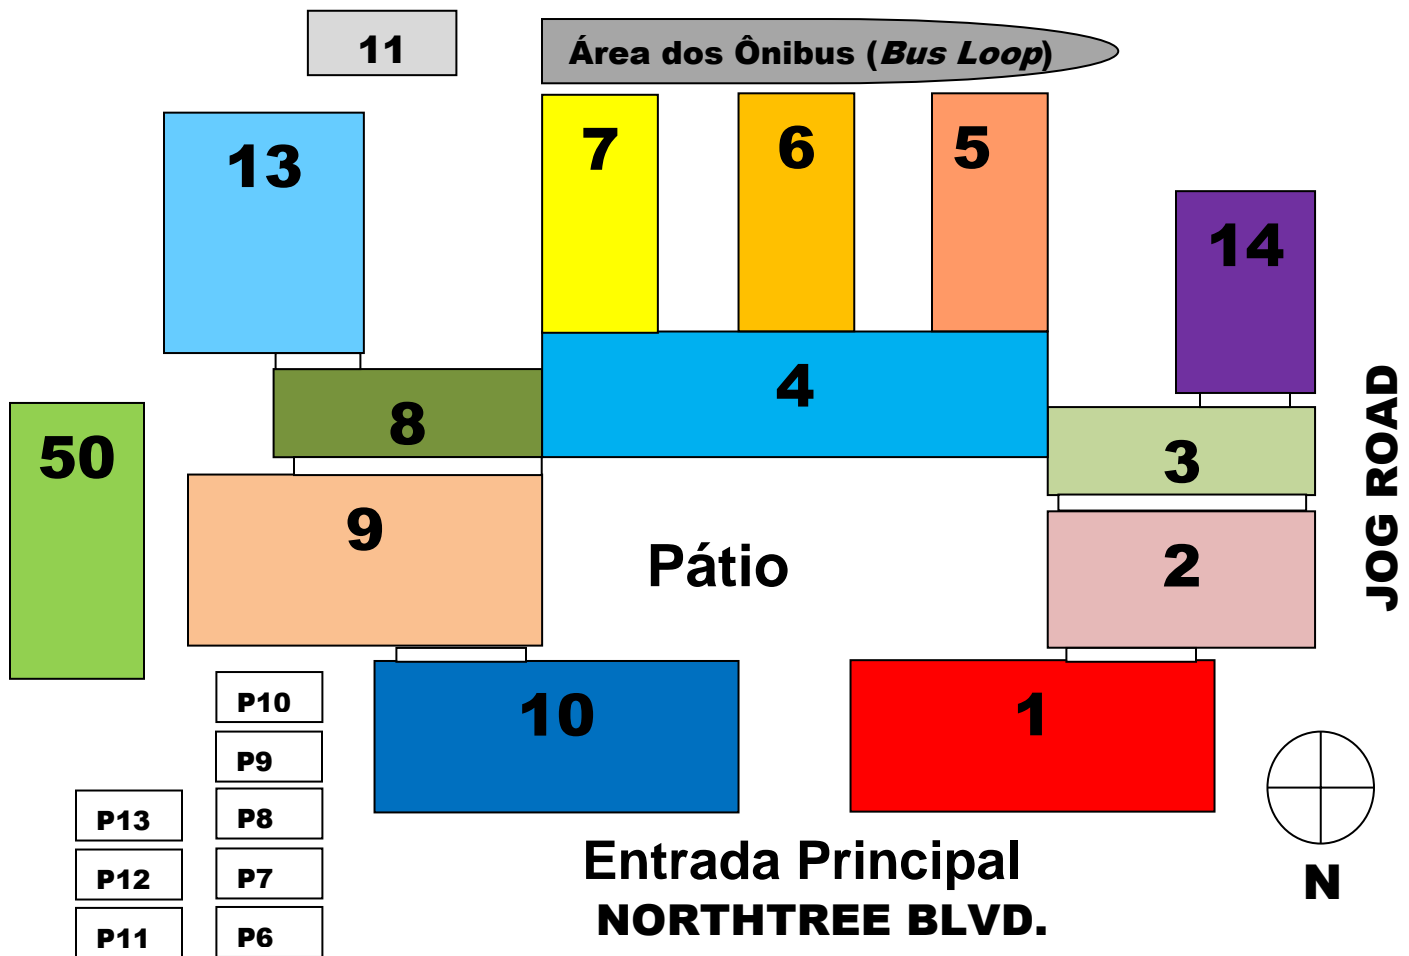 11
Área dos Ônibus (Bus Loop)
13
7
6
5
14
4
8
3
50
9
Pátio
2
JOG ROAD
10
1
P10
P9
P13
P8
P12
P7
P11
P6
Entrada Principal
NORTHTREE BLVD.
N